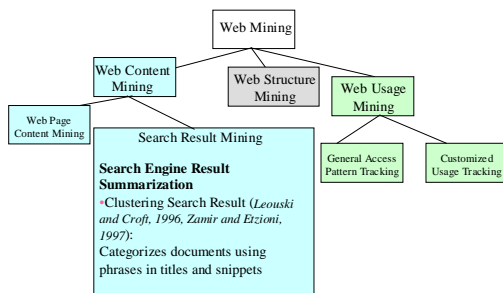 Web Mining
Web Content
Mining
Web Structure
Mining
Web Usage
Mining
Web Page
Content Mining
Search Result Mining
Search Engine Result
Summarization
•Clustering Search Result (Leouski
and Croft, 1996, Zamir and Etzioni,
1997):
Categorizes documents using
phrases in titles and snippets
General Access
Pattern Tracking
Customized
Usage Tracking